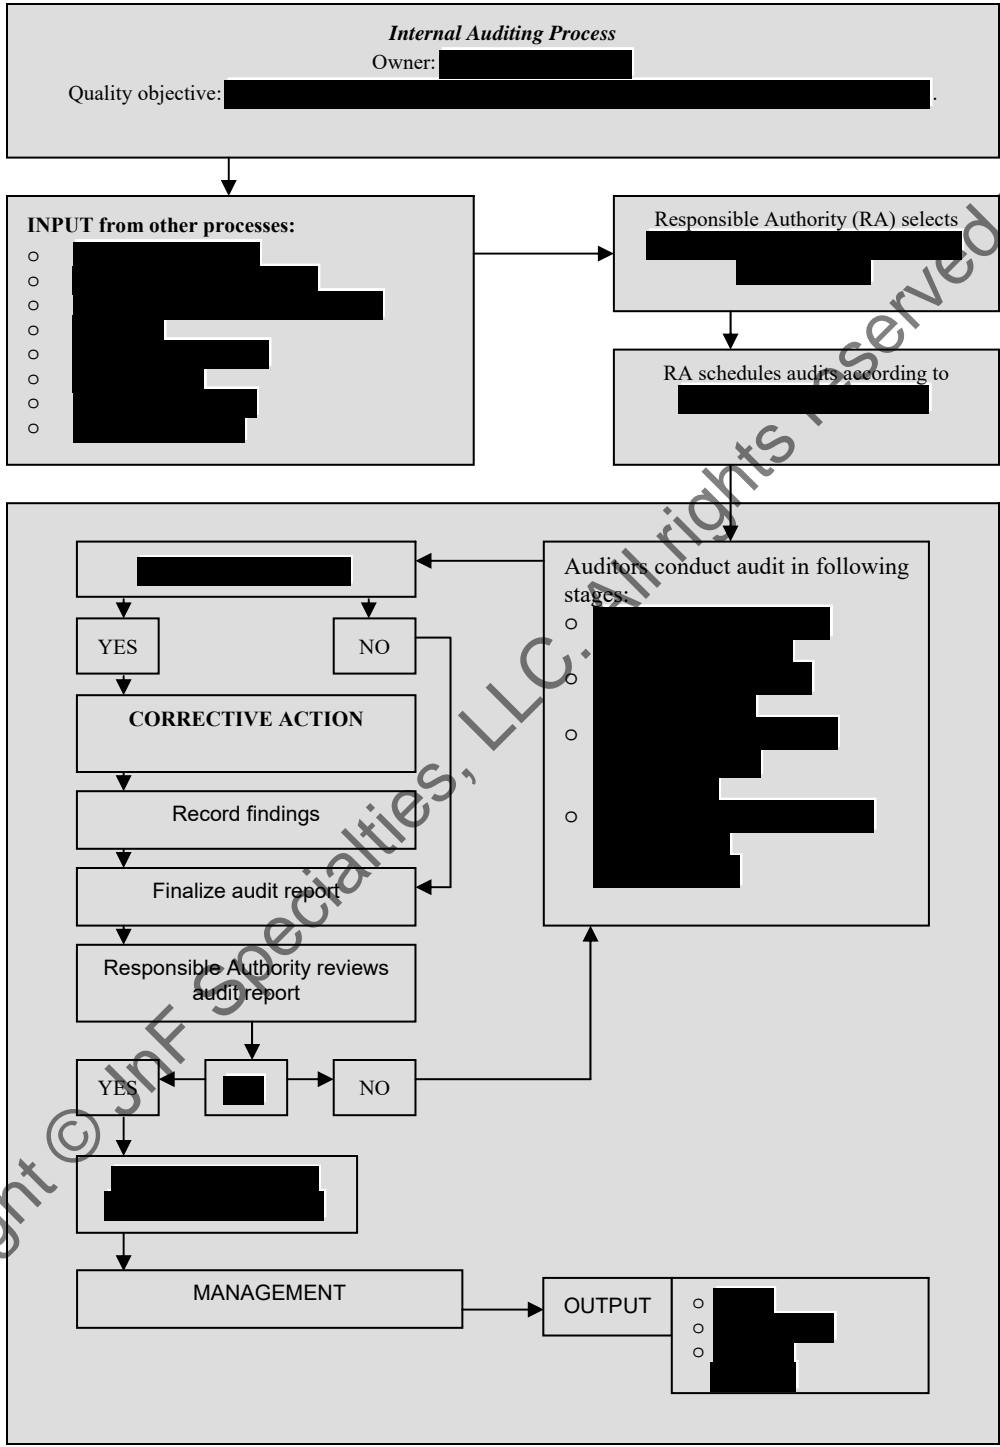 Internal Auditing Process
Owner:
Quality objective: .
INPUT from other processes:
Responsible Authority (RA) selects
RA schedules audits according to
Auditors conduct audit in following
stages:
YES
NO
CORRECTIVE ACTION
Record findings
Finalize audit report
Responsible Authority reviews
audit report
YES
NO
MANAGEMENT
OUTPUT
ght © JnF Specialties, LLC. All rights reserved